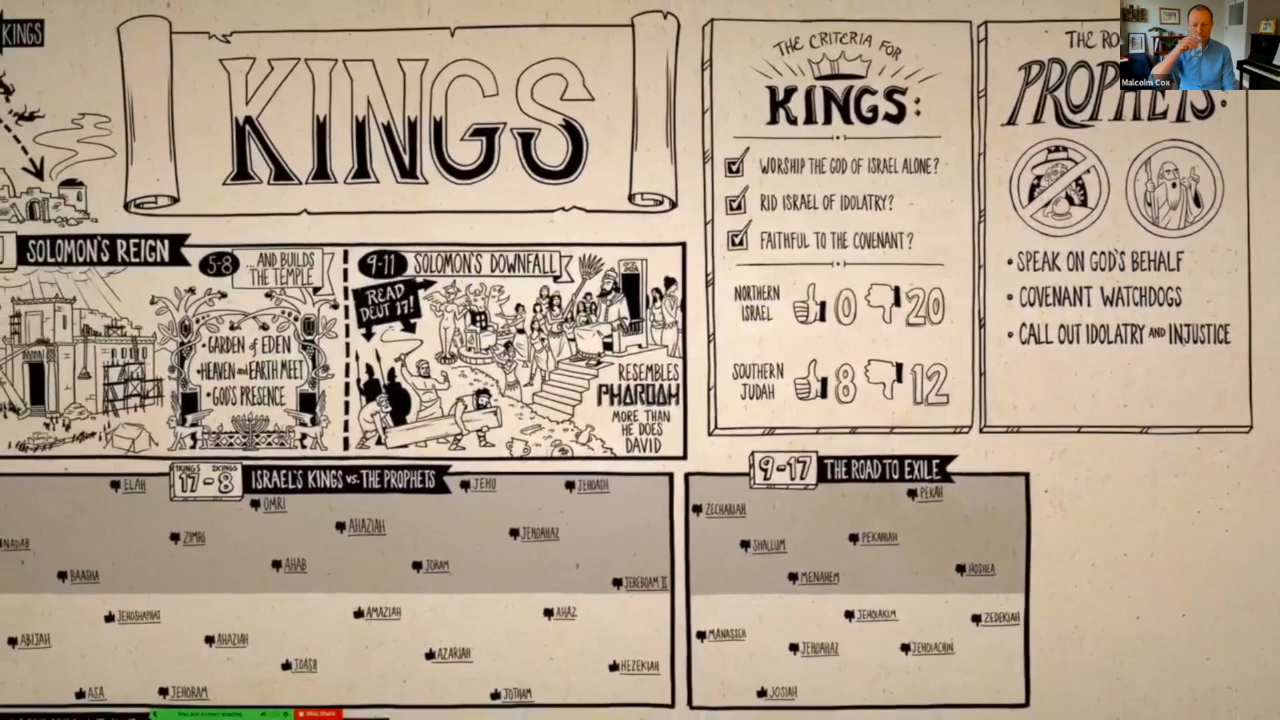 KINGS
KINGS
SOLOMON'S REIGN
5-8
...AND BUILDS
THE TEMPLE
•GARDEN of EDEN
•HEAVEN and EARTH MEET
•GOD'S PRESENCE
9-11 SOLOMON'S DOWNFALL
READ
DEUT 17!
RESEMBLES
PHAROAH
MORE THAN
HE DOES
DAVID
THE CRITERIA FOR
KINGS:
WORSHIP THE GOD OF ISRAEL ALONE?
RID ISRAEL OF IDOLATRY?
FAITHFUL TO THE COVENANT?
NORTHERN
ISRAEL
0 20
SOUTHERN
JUDAH
8 12
THE RO
PROPHETS:
• SPEAK ON GOD'S BEHALF
• COVENANT WATCHDOGS
• CALL OUT IDOLATRY AND INJUSTICE
Malcolm Cox
1KINGS 2KINGS
17-8 ISRAEL'S KINGS vs. THE PROPHETS
ELAH
JEHU
JEHOASH
OMRI
AHAZIAH
NADAB
ZIMRI
JEHOAHAZ
AHAB
JORAM
BAASHA
JEROBOAM II
JEHOSHAPHAT
AMAZIAH
AHAZ
ABIJAH
AHAZIAH
AZARIAH
JOASH
HEZEKIAH
ASA
JEHORAM
JOTHAM
9-17 THE ROAD TO EXILE
PEKAH
ZECHARIAH
SHALLUM
PEKAHIAH
MENAHEM
HOSHEA
JEHOIAKIM
ZEDEKIAH
MANASSEH
JEHOAHAZ
JEHOIACHIN
JOSIAH